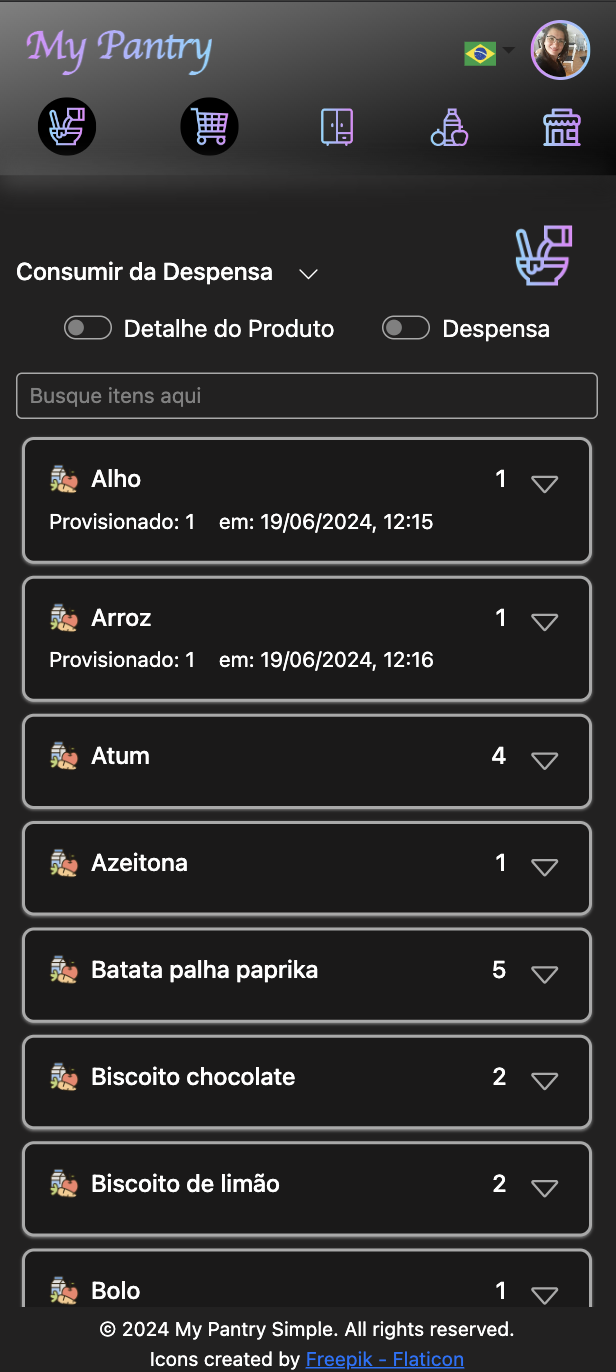 My Pantry
Consumir da Despensa
Detalhe do Produto Despensa
Busque itens aqui
Alho 1
Provisionado: 1 em: 19/06/2024, 12:15
Arroz 1
Provisionado: 1 em: 19/06/2024, 12:16
Atum 4
Azeitona 1
Batata palha paprika 5
Biscoito chocolate 2
Biscoito de limão 2
Bolo 1
© 2024 My Pantry Simple. All rights reserved.
Icons created by Freepik - Flaticon